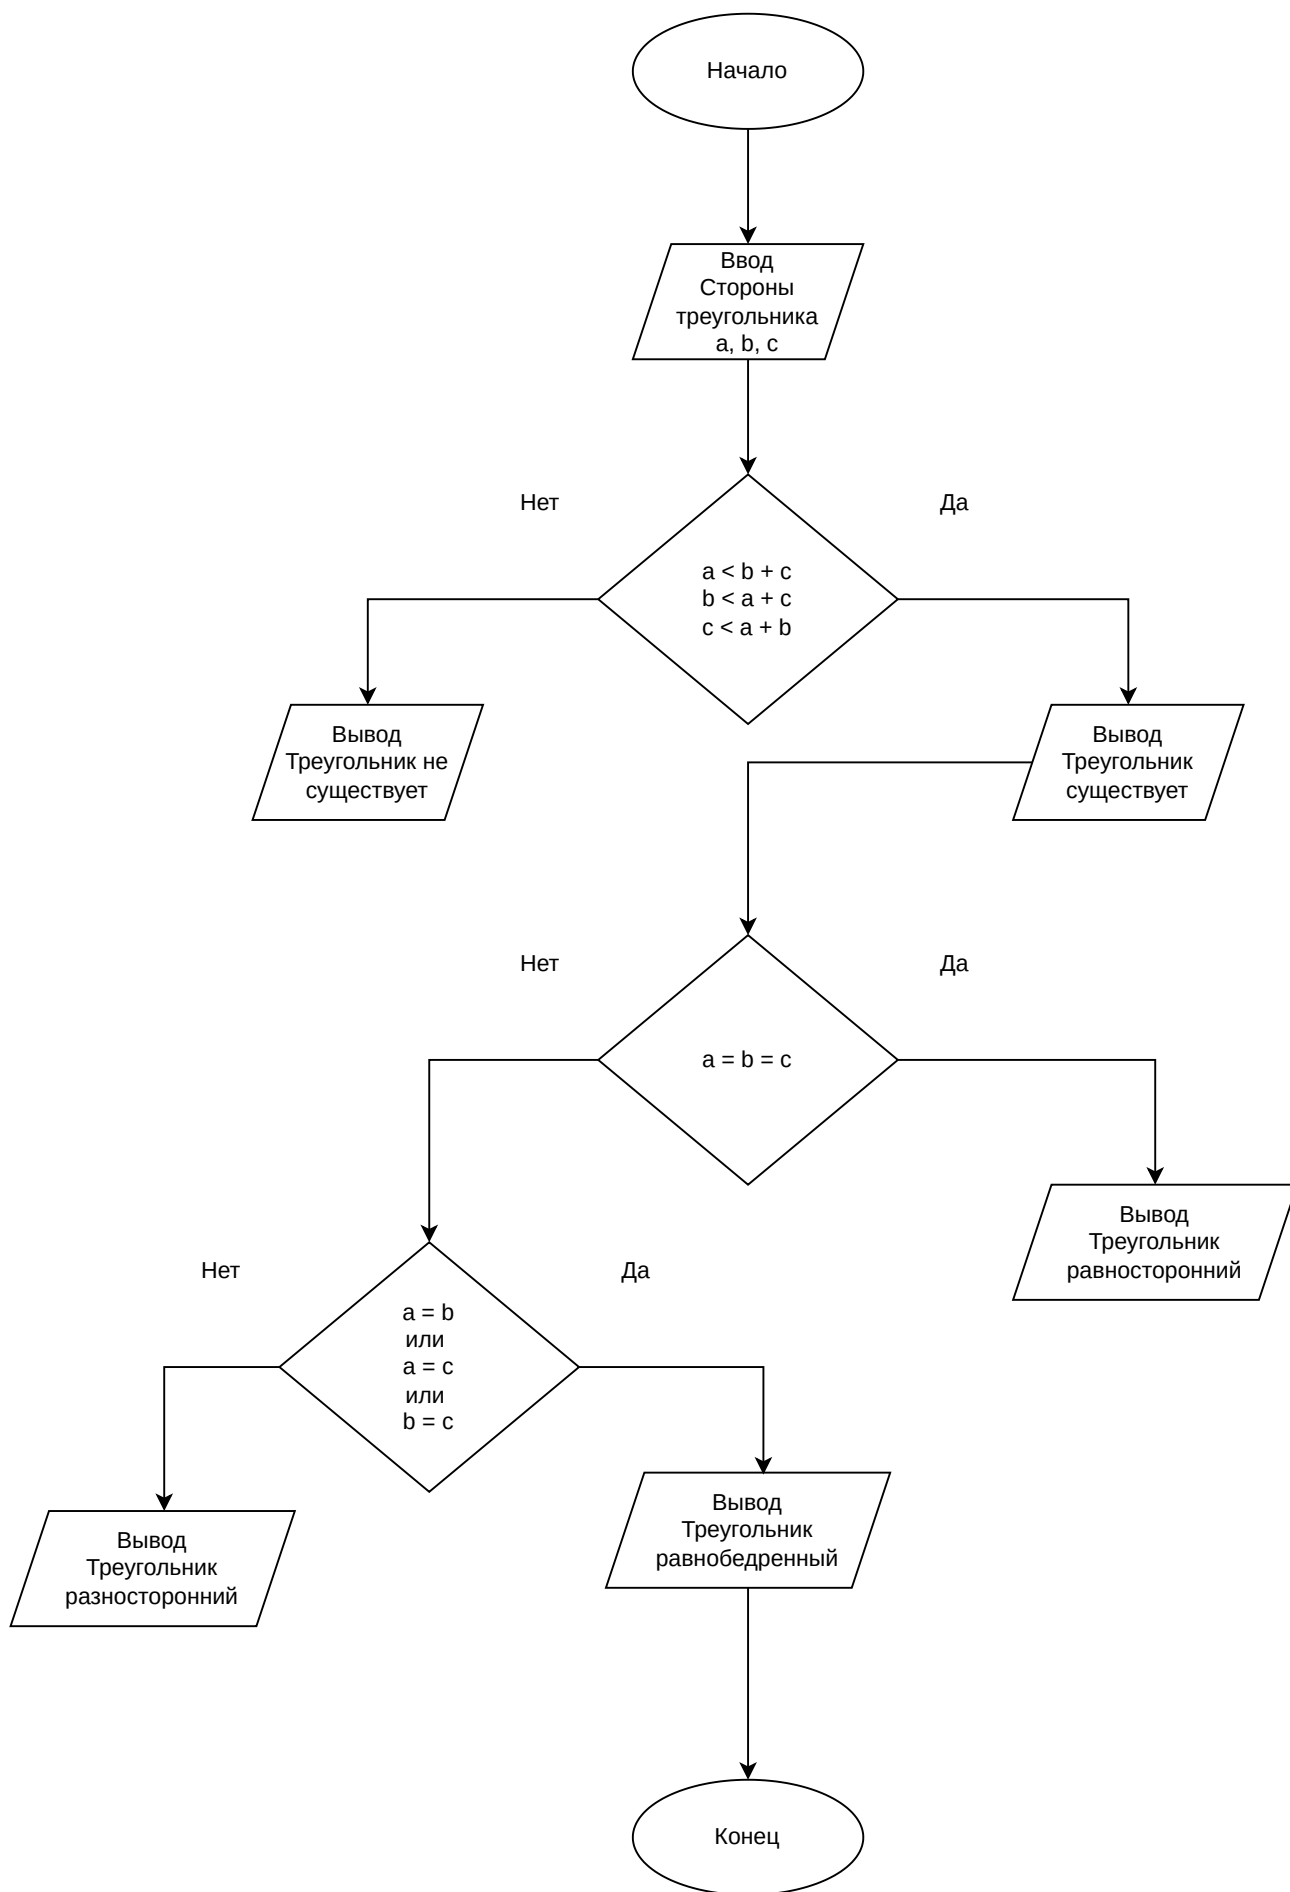 Начало
Ввод
Стороны
треугольника
a, b, c
Нет
Да
a < b + c
b < a + c
c < a + b
Вывод
Треугольник не
существует
Вывод
Треугольник
существует
Нет
Да
a = b = c
Вывод
Треугольник
равносторонний
Нет
Да
a = b
или
a = c
или
b = c
Вывод
Треугольник
равнобедренный
Вывод
Треугольник
разносторонний
Конец